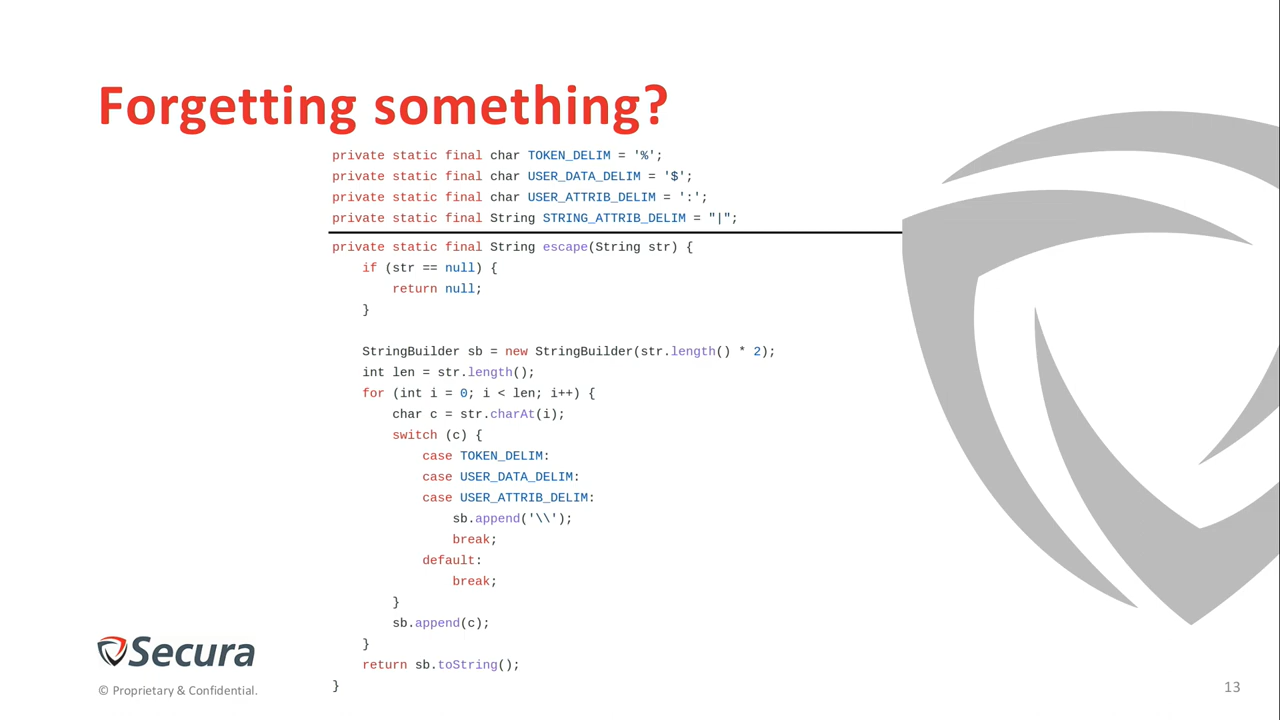 Forgetting something?
private static final char TOKEN_DELIM = '%';
private static final char USER_DATA_DELIM = '$';
private static final char USER_ATTRIB_DELIM = ':';
private static final String STRING_ATTRIB_DELIM = "|";
private static final String escape(String str) {
    if (str == null) {
        return null;
    }
    StringBuilder sb = new StringBuilder(str.length() * 2);
    int len = str.length();
    for (int i = 0; i < len; i++) {
        char c = str.charAt(i);
        switch (c) {
            case TOKEN_DELIM:
            case USER_DATA_DELIM:
            case USER_ATTRIB_DELIM:
                sb.append('\\');
                break;
            default:
                break;
        }
        sb.append(c);
    }
    return sb.toString();
}
Secura
© Proprietary & Confidential.
13